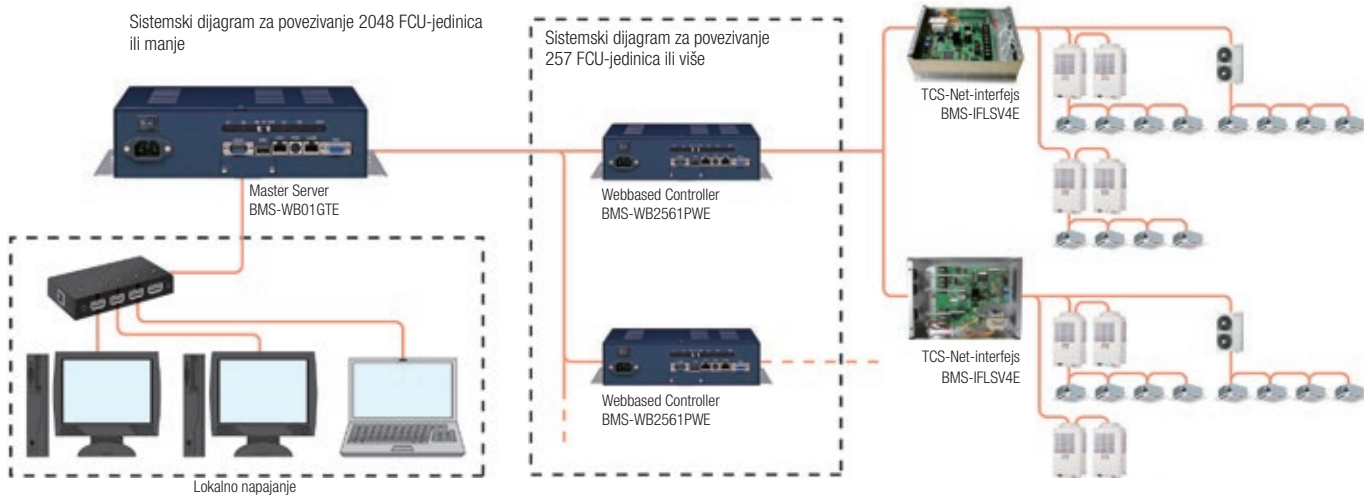 Sistemski dijagram za povezivanje 2048 FCU-jedinica
ili manje
Sistemski dijagram za povezivanje
257 FCU-jedinica ili više
Master Server
BMS-WB01GTE
Webbased Controller
BMS-WB2561PWE
Webbased Controller
BMS-WB2561PWE
TCS-Net-interfejs
BMS-IFLSV4E
TCS-Net-interfejs
BMS-IFLSV4E
Lokalno napajanje